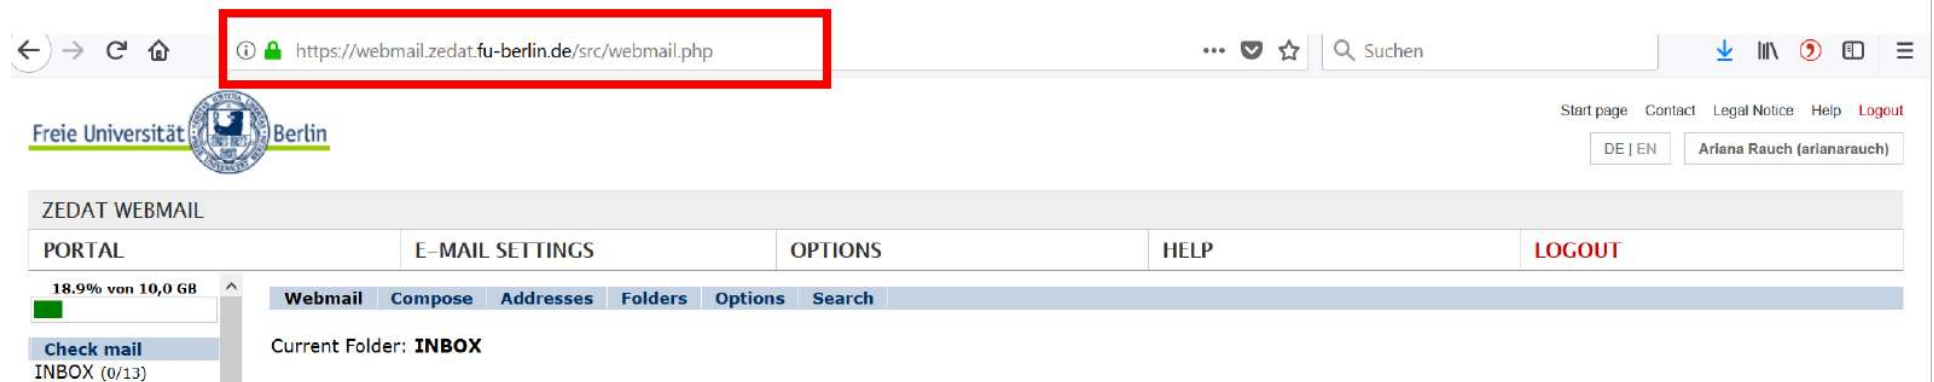 https://webmail.zedat.fu-berlin.de/src/webmail.php
Suchen
Start page Contact Legal Notice Help Logout
Freie Universität Berlin
DE | EN
Ariana Rauch (arianarauch)
ZEDAT WEBMAIL
PORTAL E-MAIL SETTINGS OPTIONS HELP LOGOUT
18.9% von 10,0 GB
Webmail Compose Addresses Folders Options Search
Check mail
Current Folder: INBOX
INBOX (0/13)